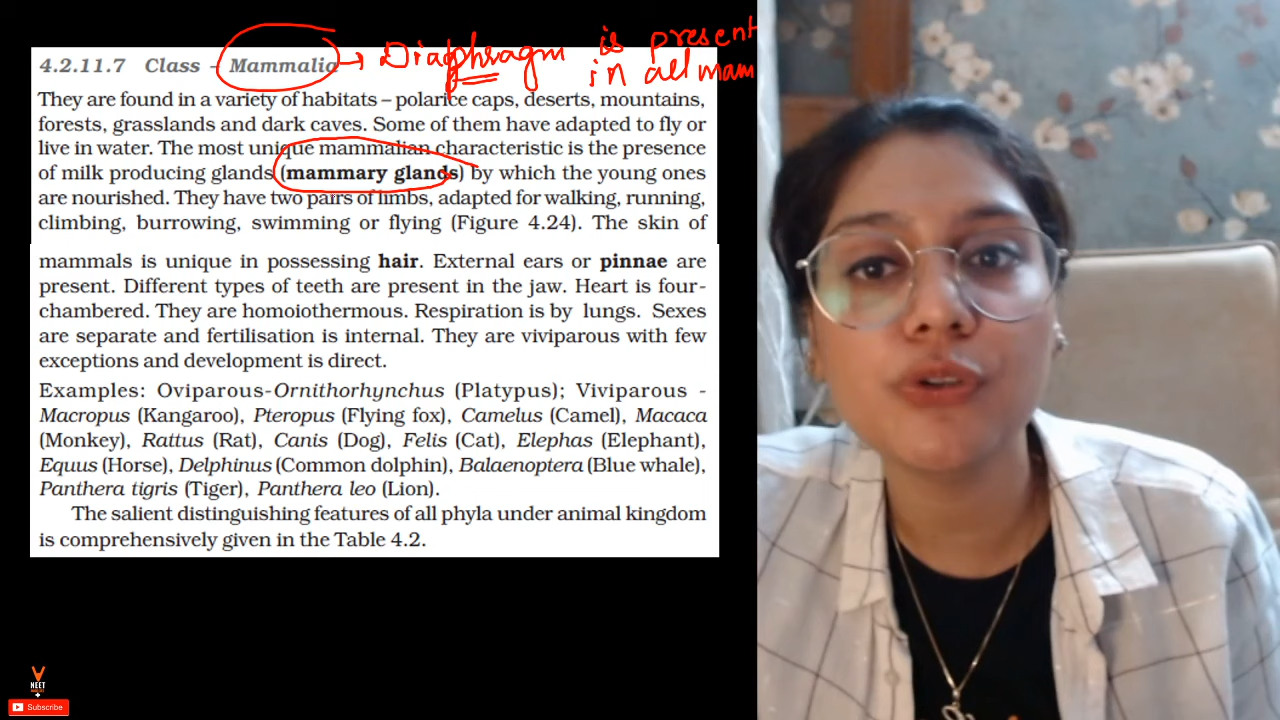 4.2.11.7 Class – Mammalia → Diaphragm is present
in all mam
They are found in a variety of habitats – polarice caps, deserts, mountains,
forests, grasslands and dark caves. Some of them have adapted to fly or
live in water. The most unique mammalian characteristic is the presence
of milk producing glands (mammary glands) by which the young ones
are nourished. They have two pairs of limbs, adapted for walking, running,
climbing, burrowing, swimming or flying (Figure 4.24). The skin of
mammals is unique in possessing hair. External ears or pinnae are
present. Different types of teeth are present in the jaw. Heart is four-
chambered. They are homoiothermous. Respiration is by lungs. Sexes
are separate and fertilisation is internal. They are viviparous with few
exceptions and development is direct.
Examples: Oviparous-Ornithorhynchus (Platypus); Viviparous -
Macropus (Kangaroo), Pteropus (Flying fox), Camelus (Camel), Macaca
(Monkey), Rattus (Rat), Canis (Dog), Felis (Cat), Elephas (Elephant),
Equus (Horse), Delphinus (Common dolphin), Balaenoptera (Blue whale),
Panthera tigris (Tiger), Panthera leo (Lion).
The salient distinguishing features of all phyla under animal kingdom
is comprehensively given in the Table 4.2.
NEET
Subscribe